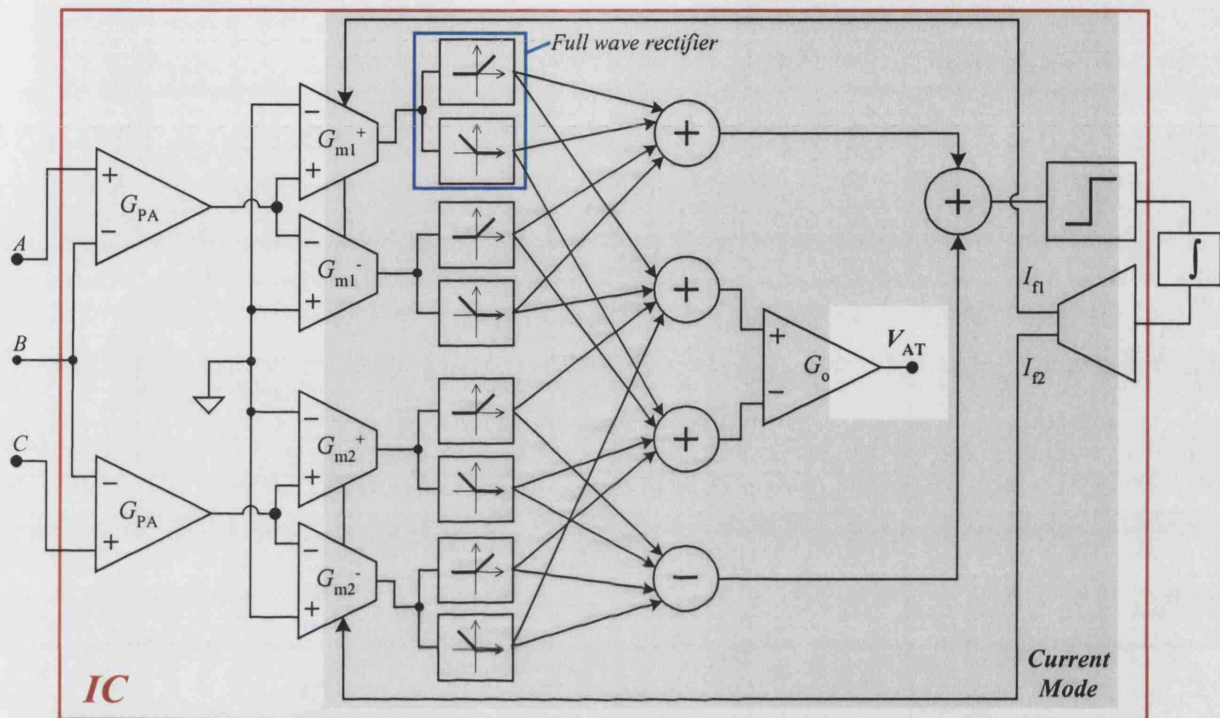 Full wave rectifier
−
G_m1^+
+
+
G_PA
−
A
−
G_m1^-
+
B
−
G_m2^+
+
C
−
G_PA
+
−
G_m2^-
+
+
+
+
−
+
G_o
−
V_AT
+
∫
I_f1
I_f2
IC
Current
Mode